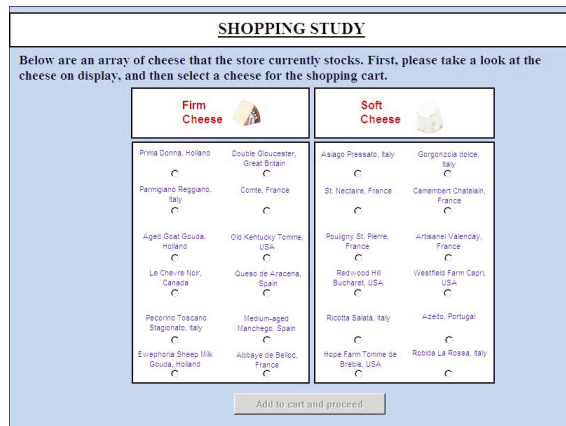 SHOPPING STUDY
Below are an array of cheese that the store currently stocks. First, please take a look at the
cheese on display, and then select a cheese for the shopping cart.
Firm
Cheese
Soft
Cheese
Prima Donna, Holland
Double Gloucester,
Great Britain
Parmigiano Reggiano,
Italy
Comte, France
Aged Goat Gouda,
Holland
Old Kentucky Tomme,
USA
Le Chevre Noir,
Canada
Queso de Aracena,
Spain
Pecorino Toscano
Stagionato, Italy
Medium-aged
Manchego, Spain
Ewephoria Sheep Milk
Gouda, Holland
Abbaye de Belloc,
France
Asiago Pressato, Italy
Gorgonzola dolce,
Italy
St. Nectaire, France
Camembert Chatelain,
France
Pouligny St. Pierre,
France
Artisanel Valencay,
France
Redwood Hill
Bucharet, USA
Westfield Farm Capri,
USA
Ricotta Salata, Italy
Azeito, Portugal
Hope Farm Tomme de
Brebis, USA
Robida La Rossa, Italy
Add to cart and proceed